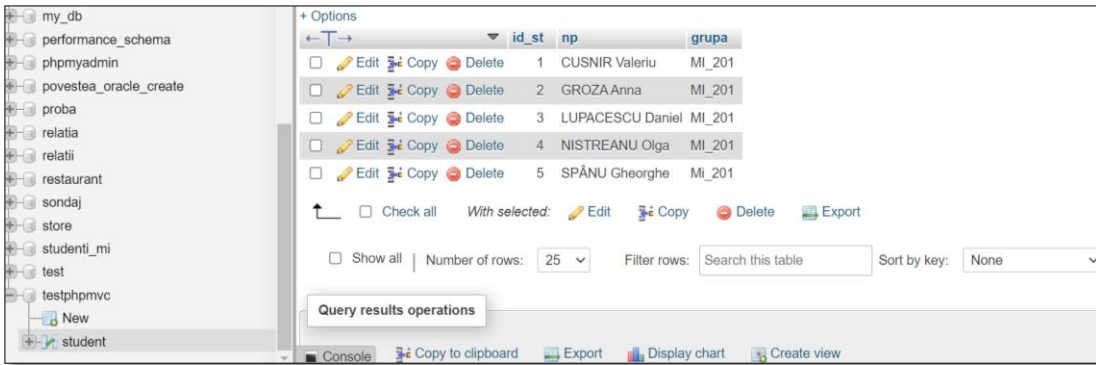 my_db
performance_schema
phpmyadmin
povestea_oracle_create
proba
relatia
relatii
restaurant
sondaj
store
studenti_mi
test
testphpmvc
New
student
+ Options
id_st np grupa
Edit Copy Delete 1 CUSNIR Valeriu MI_201
Edit Copy Delete 2 GROZA Anna MI_201
Edit Copy Delete 3 LUPACESCU Daniel MI_201
Edit Copy Delete 4 NISTREANU Olga MI_201
Edit Copy Delete 5 SPÂNU Gheorghe Mi_201
Check all With selected: Edit Copy Delete Export
Show all Number of rows: 25 Filter rows: Search this table Sort by key: None
Query results operations
Console Copy to clipboard Export Display chart Create view